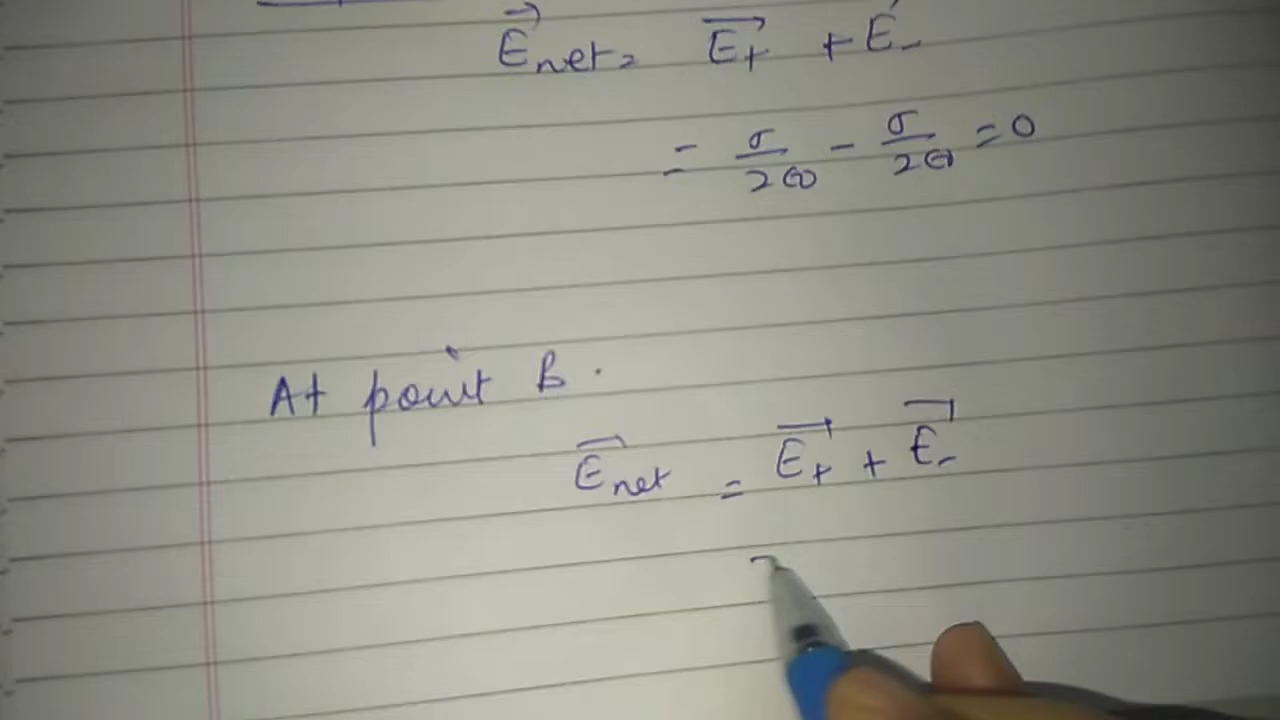 E⃗net = E⃗+ + E⃗-
= σ/2ϵ0 - σ/2ϵ0 = 0
At point B.
E⃗net = E⃗+ + E⃗-